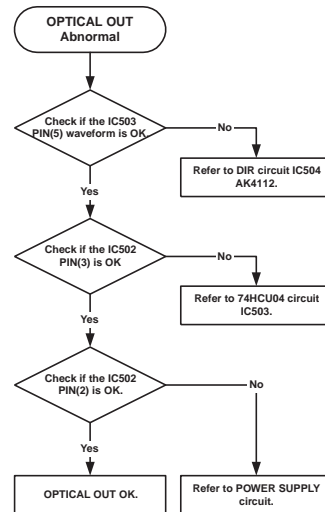 OPTICAL OUT
Abnormal
Check if the IC503
PIN(5) waveform is OK.
No
Refer to DIR circuit IC504
AK4112.
Yes
Check if the IC502
PIN(3) is OK
No
Refer to 74HCU04 circuit
IC503.
Yes
Check if the IC502
PIN(2) is OK.
No
Yes
OPTICAL OUT OK.
Refer to POWER SUPPLY
circuit.